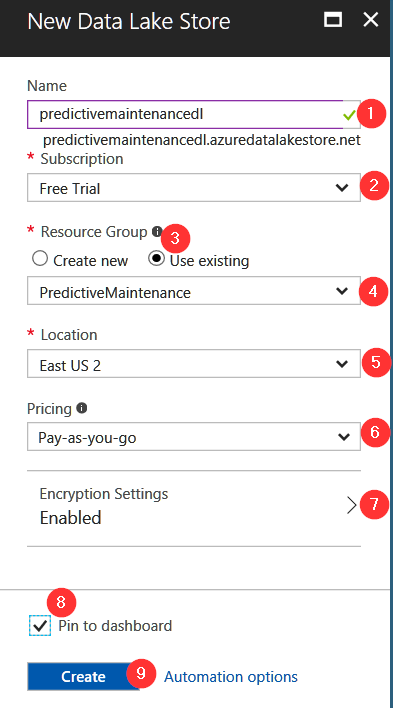 New Data Lake Store
Name
predictivemaintenancedl 1
predictivemaintenancedl.azuredatalakestore.net
* Subscription
Free Trial 2
* Resource Group 3
Create new Use existing
PredictiveMaintenance 4
* Location
East US 2 5
Pricing
Pay-as-you-go 6
Encryption Settings
Enabled 7
8
Pin to dashboard
Create 9 Automation options